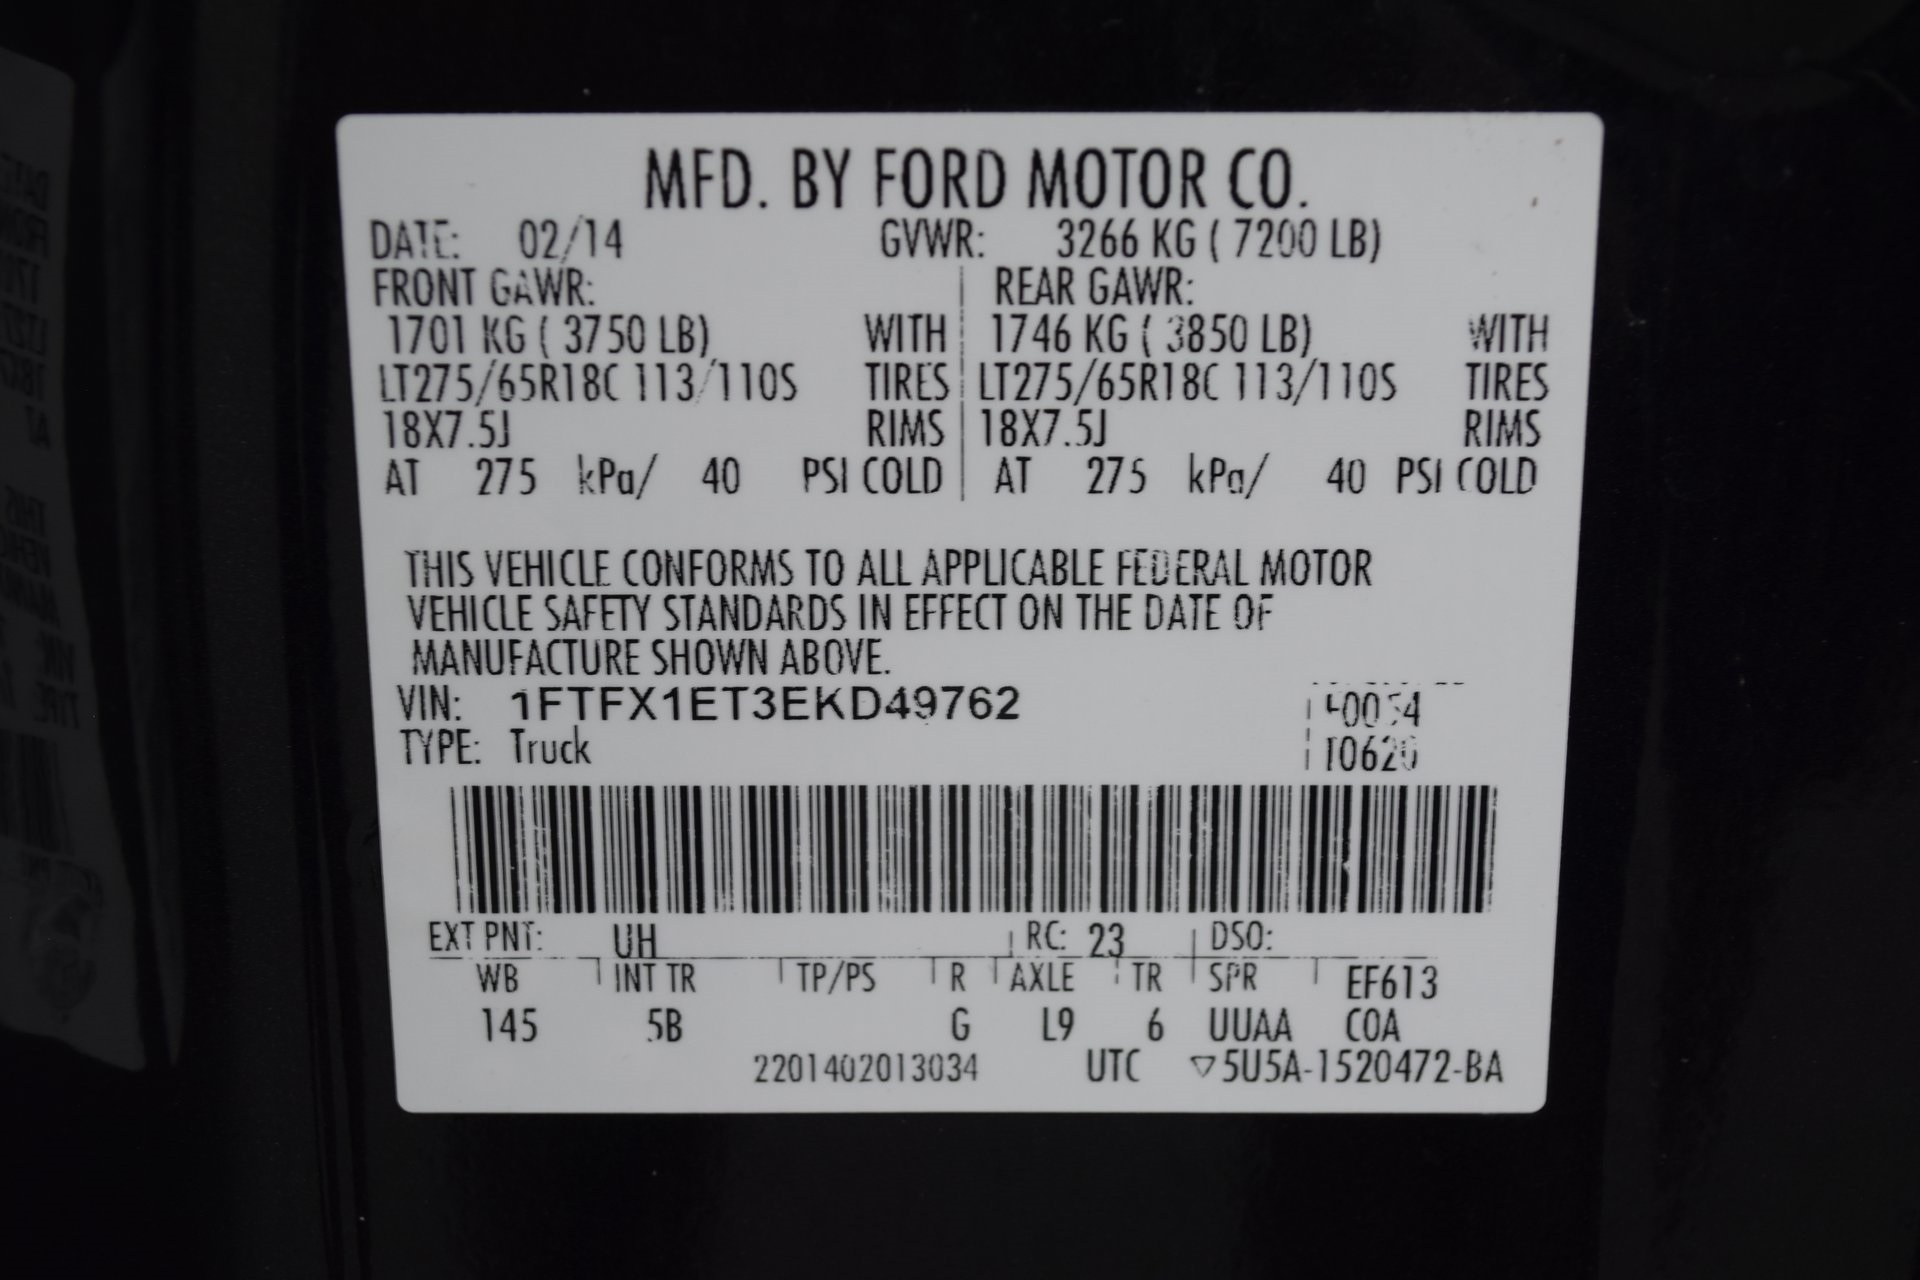 MFD. BY FORD MOTOR CO.
DATE: 02/14 GVWR: 3266 KG ( 7200 LB)
FRONT GAWR: REAR GAWR:
1701 KG ( 3750 LB) WITH 1746 KG ( 3850 LB) WITH
LT275/65R18C 113/110S TIRES LT275/65R18C 113/110S TIRES
18X7.5J RIMS 18X7.5J RIMS
AT 275 kPa/ 40 PSI COLD AT 275 kPa/ 40 PSI COLD
THIS VEHICLE CONFORMS TO ALL APPLICABLE FEDERAL MOTOR
VEHICLE SAFETY STANDARDS IN EFFECT ON THE DATE OF
MANUFACTURE SHOWN ABOVE.
VIN: 1FTFX1ET3EKD49762
TYPE: Truck
EXT PNT: UH RC: 23 DSO:
WB INT TR TP/PS R AXLE TR SPR EF613
145 5B G L9 6 UUAA COA
2201402013034 UTC ▽5U5A-1520472-BA